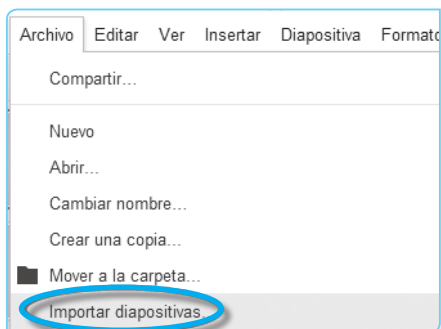 Archivo Editar Ver Insertar Diapositiva Formato
Compartir...
Nuevo
Abrir...
Cambiar nombre...
Crear una copia...
Mover a la carpeta...
Importar diapositivas